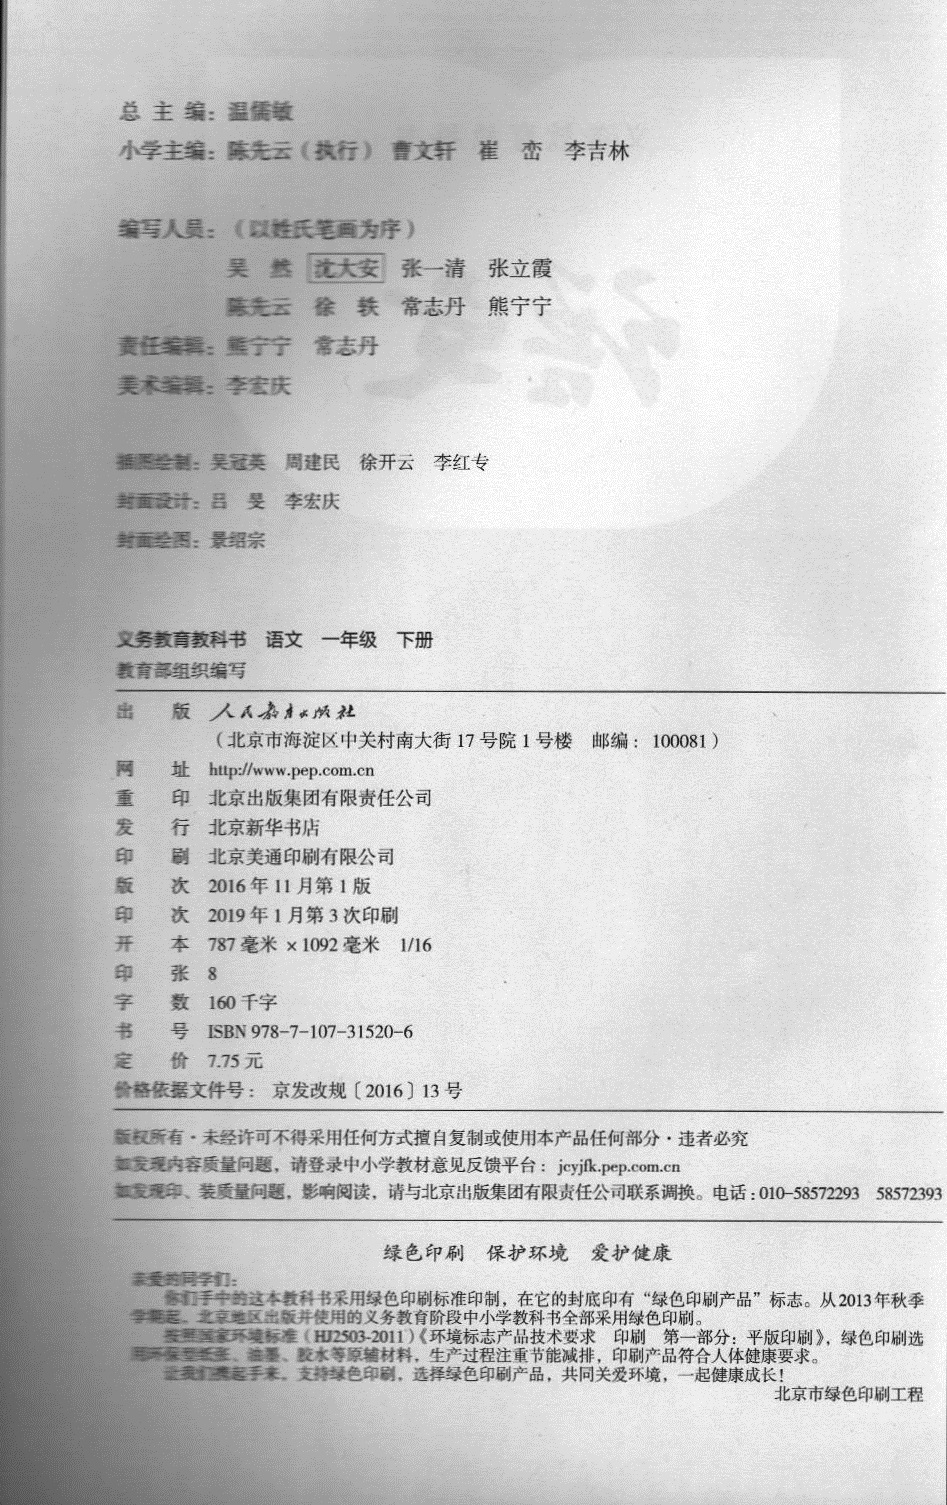 总 主 编：温儒敏
小学主编：陈先云（执行） 曹文轩 崔 峦 李吉林
编写人员：（以姓氏笔画为序）
吴 然 沈大安 张一清 张立霞
陈先云 徐 轶 常志丹 熊宁宁
责任编辑：熊宁宁 常志丹
美术编辑：李宏庆
插图绘制：吴冠英 周建民 徐开云 李红专
封面设计：吕 旻 李宏庆
封面绘图：景绍宗
义务教育教科书 语文 一年级 下册
教育部组织编写
出 版 人民教育出版社
（北京市海淀区中关村南大街 17 号院 1 号楼 邮编：100081）
网 址 http://www.pep.com.cn
重 印 北京出版集团有限责任公司
发 行 北京新华书店
印 刷 北京美通印刷有限公司
版 次 2016 年 11 月第 1 版
印 次 2019 年 1 月第 3 次印刷
开 本 787 毫米 × 1092 毫米 1/16
印 张 8
字 数 160 千字
书 号 ISBN 978-7-107-31520-6
定 价 7.75 元
价格依据文件号： 京发改规〔2016〕13 号
版权所有·未经许可不得采用任何方式擅自复制或使用本产品任何部分·违者必究
如发现内容质量问题，请登录中小学教材意见反馈平台：jcyjfk.pep.com.cn
如发现印、装质量问题，影响阅读，请与北京出版集团有限责任公司联系调换。电话：010-58572293 58572393
绿色印刷 保护环境 爱护健康
亲爱的同学们：
你们手中的这本教科书采用绿色印刷标准印制，在它的封底印有“绿色印刷产品”标志。从2013年秋季
学期起，北京地区出版并使用的义务教育阶段中小学教科书全部采用绿色印刷。
按照国家环境标准（HJ2503-2011）《环境标志产品技术要求 印刷 第一部分：平版印刷》，绿色印刷选
用环保型纸张、油墨、胶水等原辅材料，生产过程注重节能减排，印刷产品符合人体健康要求。
让我们携起手来，支持绿色印刷，选择绿色印刷产品，共同关爱环境，一起健康成长！
北京市绿色印刷工程